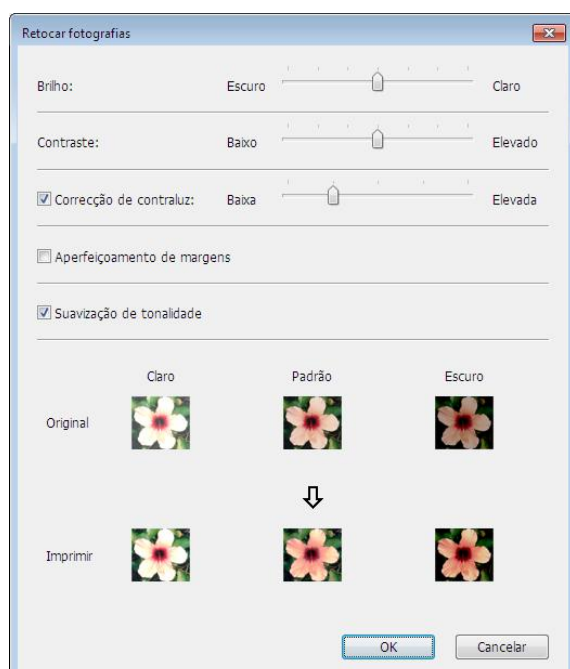 Retocar fotografias
Brilho: Escuro Claro
Contraste: Baixo Elevado
Correcção de contraluz: Baixa Elevada
Aperfeiçoamento de margens
Suavização de tonalidade
Claro Padrão Escuro
Original
Imprimir
OK Cancelar